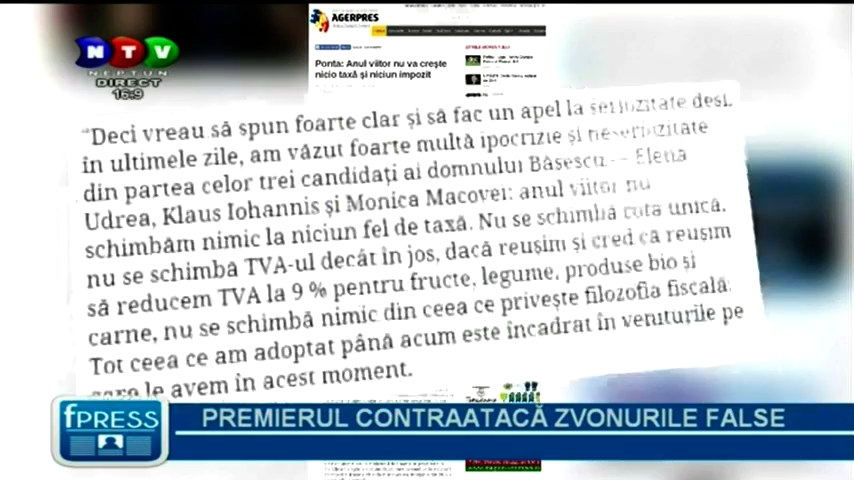 NTV
NEPTUN
DIRECT
16:9
AGERPRES
Ponta: Anul viitor nu va crește
nicio taxă și niciun impozit
"Deci vreau să spun foarte clar și să fac un apel la seriozitate deși,
în ultimele zile, am văzut foarte multă ipocrizie și neseriozitate
din partea celor trei candidați ai domnului Băsescu — Elena
Udrea, Klaus Iohannis și Monica Macovei: anul viitor nu
schimbăm nimic la niciun fel de taxă. Nu se schimbă cota unică,
nu se schimbă TVA-ul decât în jos, dacă reușim și cred că reușim
să reducem TVA la 9 % pentru fructe, legume, produse bio și
carne, nu se schimbă nimic din ceea ce privește filozofia fiscală.
Tot ceea ce am adoptat până acum este încadrat în veniturile pe
care le avem în acest moment.
fPRESS
PREMIERUL CONTRAATACĂ ZVONURILE FALSE